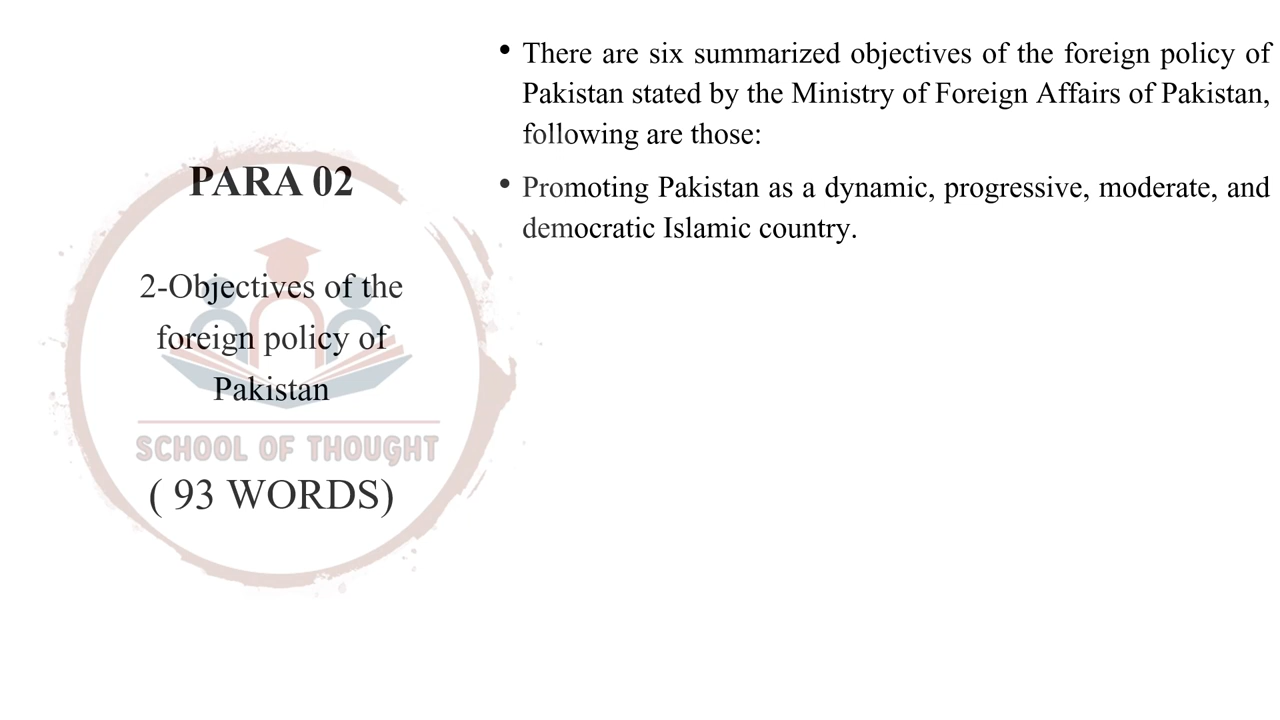 PARA 02
2-Objectives of the
foreign policy of
Pakistan
SCHOOL OF THOUGHT
( 93 WORDS)
• There are six summarized objectives of the foreign policy of
Pakistan stated by the Ministry of Foreign Affairs of Pakistan,
following are those:
• Promoting Pakistan as a dynamic, progressive, moderate, and
democratic Islamic country.